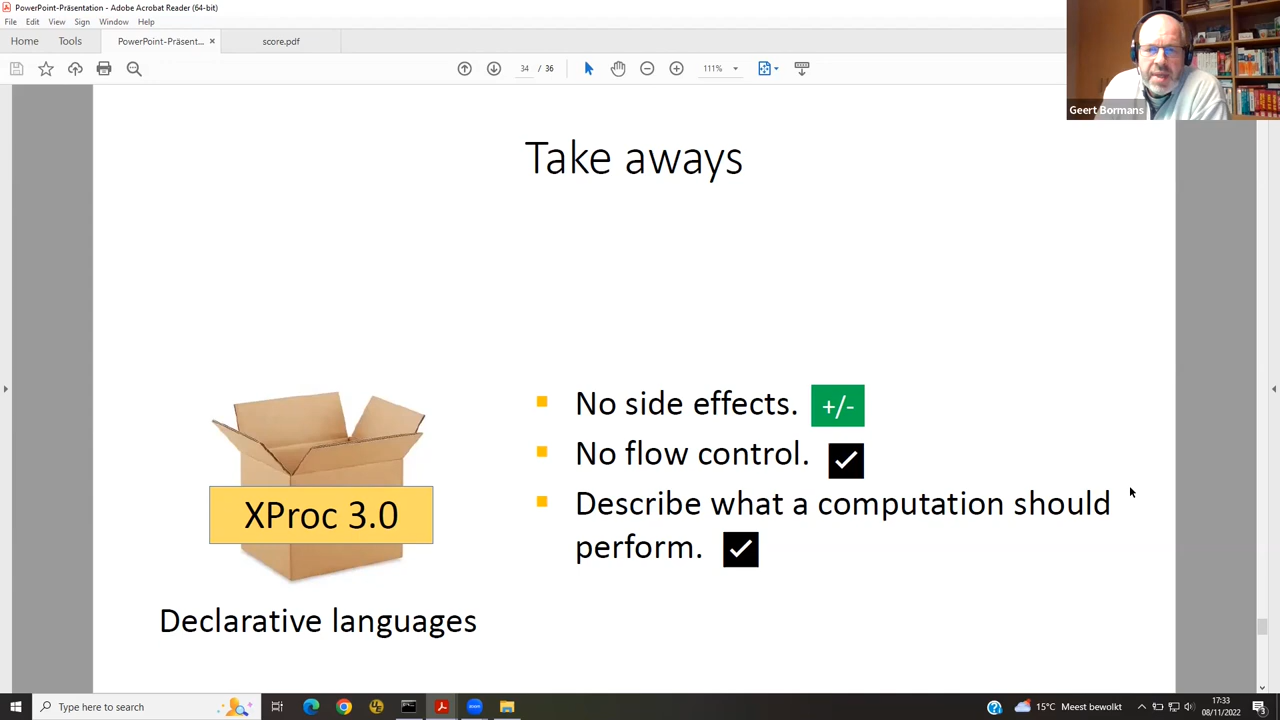 PowerPoint-Präsentation - Adobe Acrobat Reader (64-bit)
File Edit View Sign Window Help
Home Tools PowerPoint-Präsent... × score.pdf
34 / 36 111%
Geert Bormans
Take aways
No side effects. +/-
No flow control.
Describe what a computation should
perform.
XProc 3.0
Declarative languages
Type here to search
15°C Meest bewolkt
17:33
08/11/2022
3